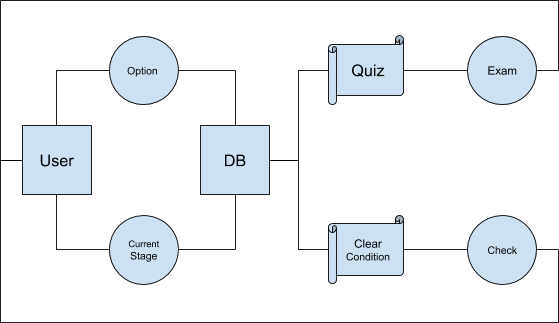 Option
Quiz
Exam
User
DB
Current
Stage
Clear
Condition
Check